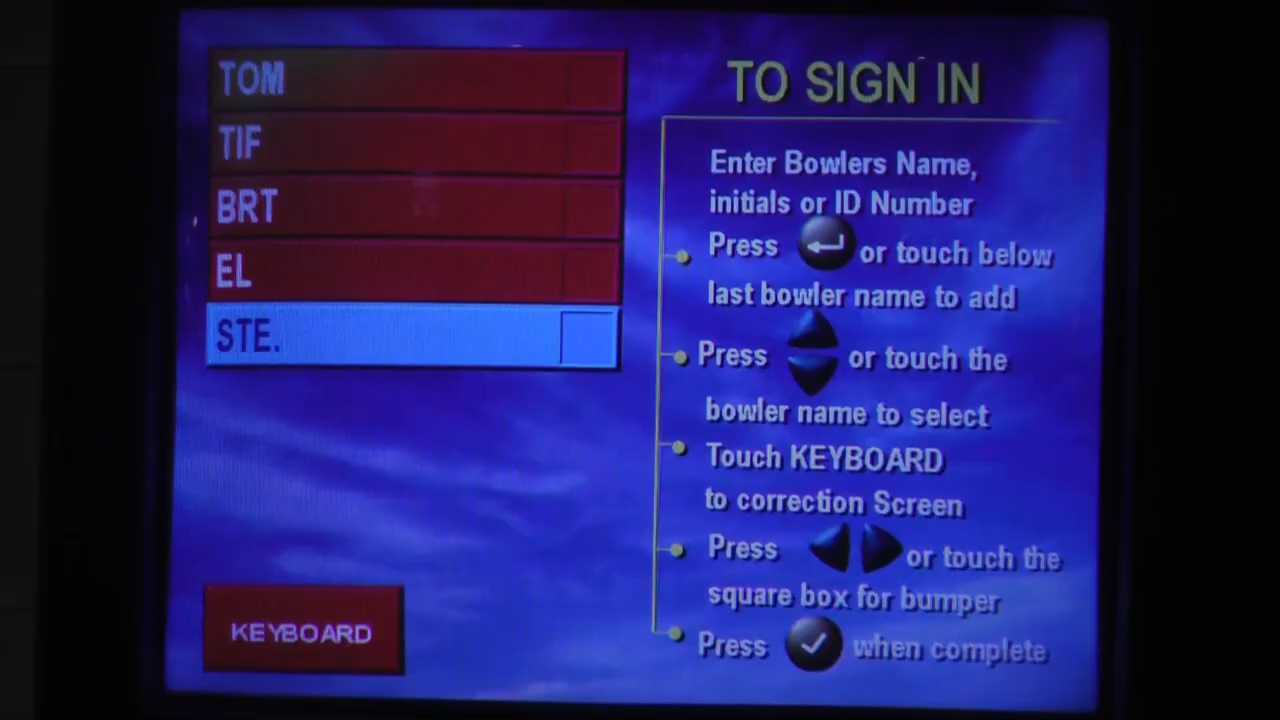 TOM
TIF
BRT
EL
STE.
KEYBOARD
TO SIGN IN
Enter Bowlers Name,
initials or ID Number
Press or touch below
last bowler name to add
Press or touch the
bowler name to select
Touch KEYBOARD
to correction Screen
Press or touch the
square box for bumper
Press when complete